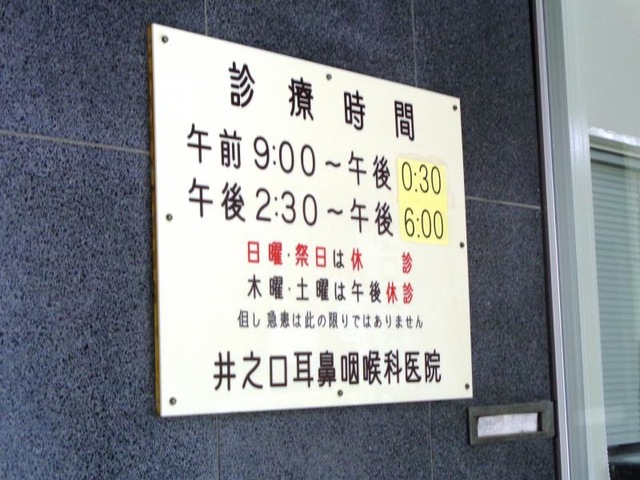 診療時間
午前9:00～午後0:30
午後2:30～午後6:00
日曜・祭日は休診
木曜・土曜は午後休診
但し急患は此の限りではありません
井之口耳鼻咽喉科医院